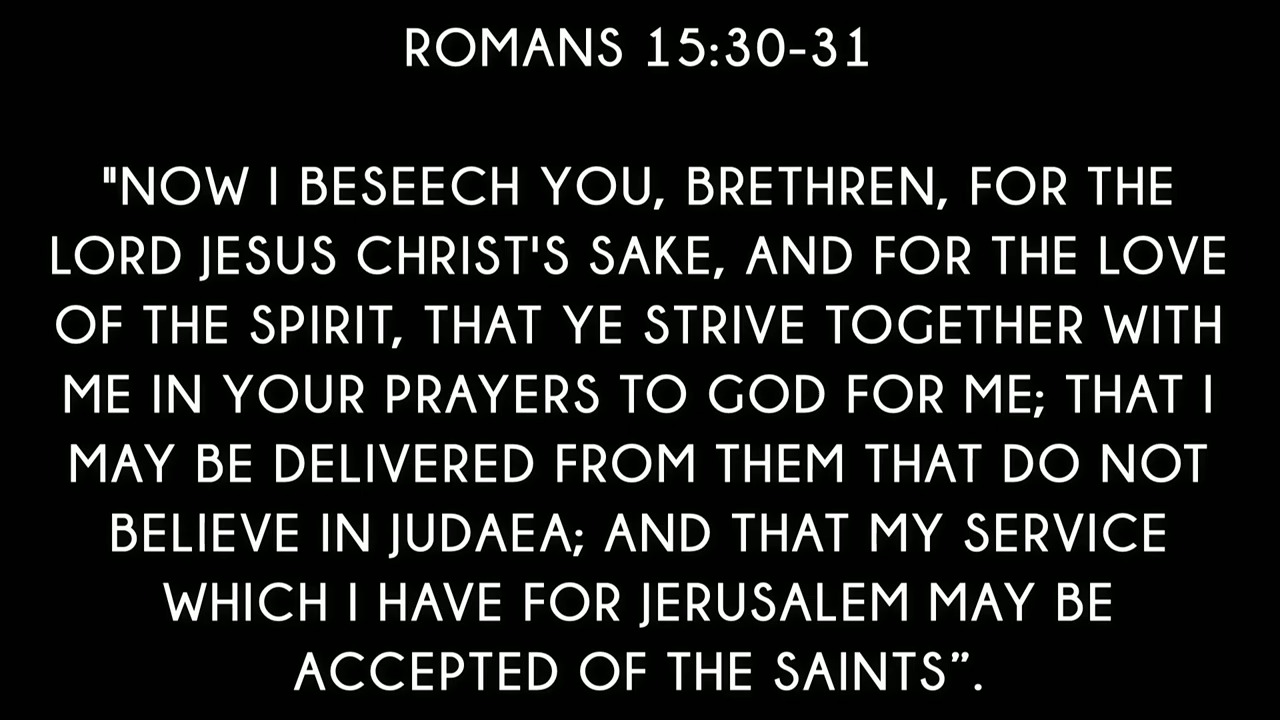 ROMANS 15:30-31
"NOW I BESEECH YOU, BRETHREN, FOR THE
LORD JESUS CHRIST'S SAKE, AND FOR THE LOVE
OF THE SPIRIT, THAT YE STRIVE TOGETHER WITH
ME IN YOUR PRAYERS TO GOD FOR ME; THAT I
MAY BE DELIVERED FROM THEM THAT DO NOT
BELIEVE IN JUDAEA; AND THAT MY SERVICE
WHICH I HAVE FOR JERUSALEM MAY BE
ACCEPTED OF THE SAINTS”.